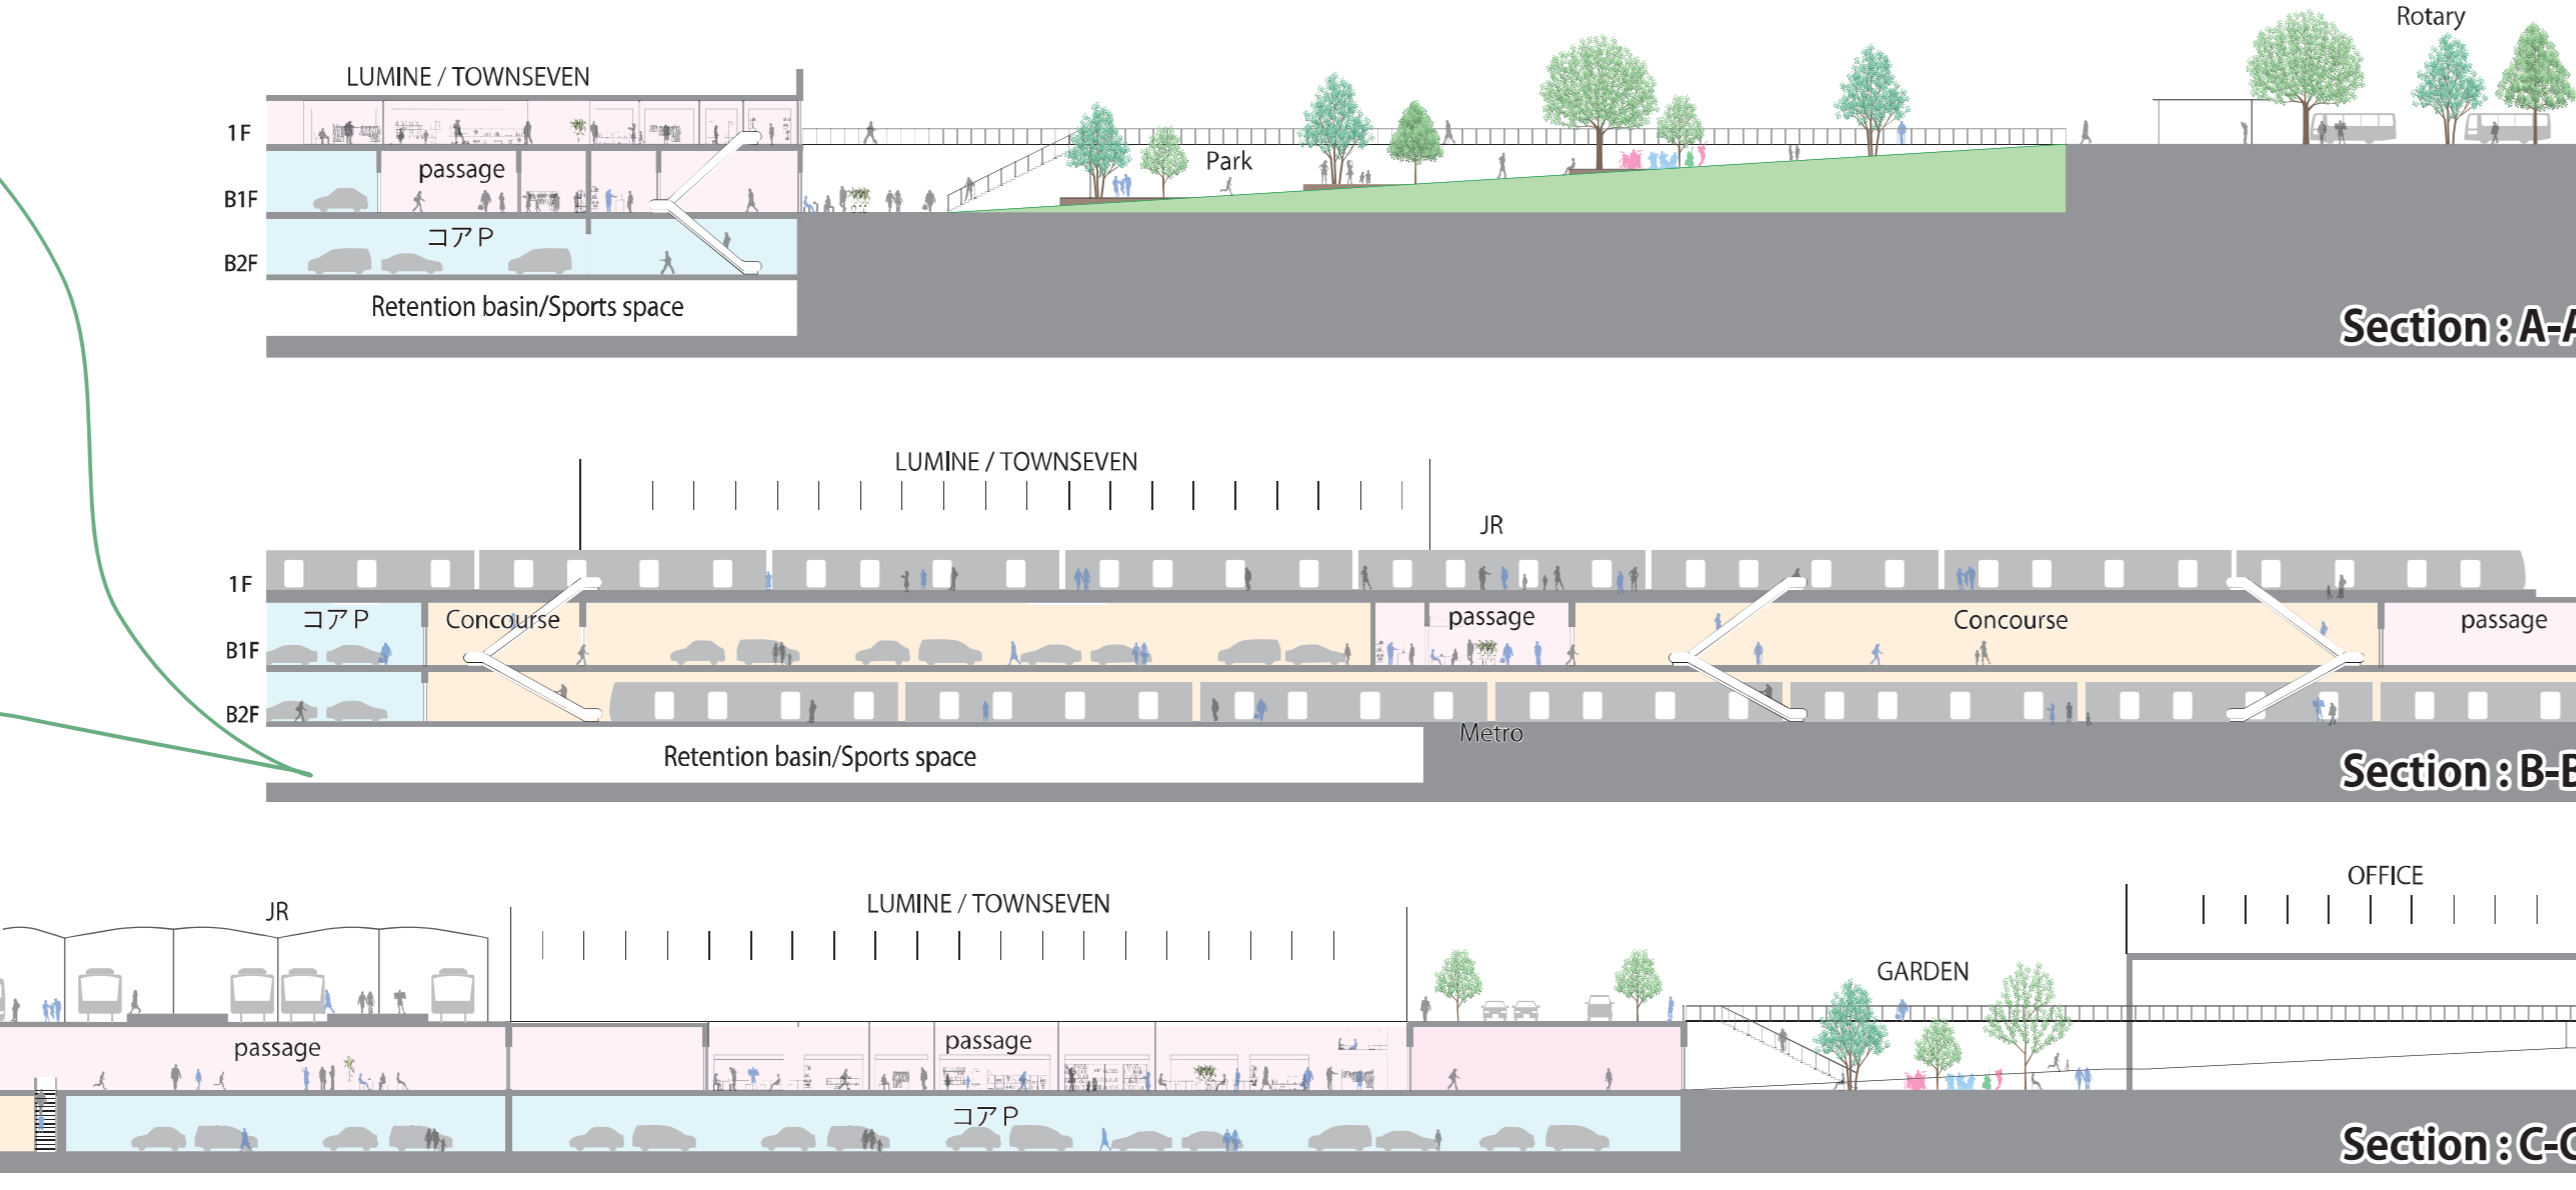 Rotary
LUMINE / TOWNSEVEN
1F
passage
Park
B1F
コアP
B2F
Retention basin/Sports space
Section : A-A
LUMINE / TOWNSEVEN
JR
1F
コアP
Concourse
passage
Concourse
passage
B1F
B2F
Metro
Retention basin/Sports space
Section : B-B
OFFICE
JR
LUMINE / TOWNSEVEN
GARDEN
passage
passage
コアP
Section : C-C